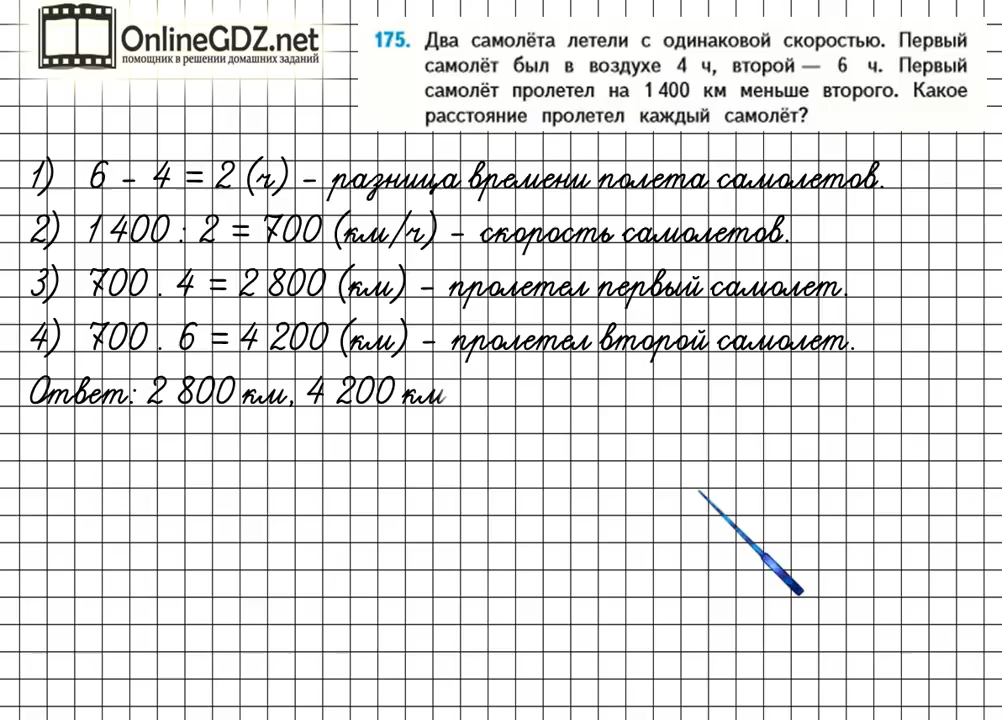 OnlineGDZ.net
помощник в решении домашних заданий
175. Два самолёта летели с одинаковой скоростью. Первый
самолёт был в воздухе 4 ч, второй — 6 ч. Первый
самолёт пролетел на 1 400 км меньше второго. Какое
расстояние пролетел каждый самолёт?
1) 6 - 4 = 2 (ч) - разница времени полета самолетов.
2) 1 400 : 2 = 700 (км/ч) - скорость самолетов.
3) 700 . 4 = 2 800 (км) - пролетел первый самолет.
4) 700 . 6 = 4 200 (км) - пролетел второй самолет.
Ответ: 2 800 км, 4 200 км